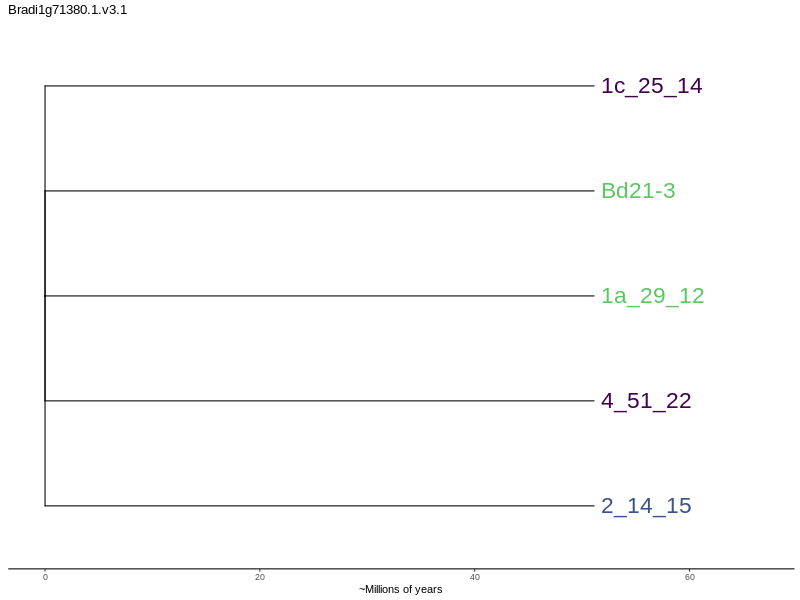 Bradi1g71380.1.v3.1
1c_25_14
Bd21-3
1a_29_12
4_51_22
2_14_15
0 20 40 60
~Millions of years